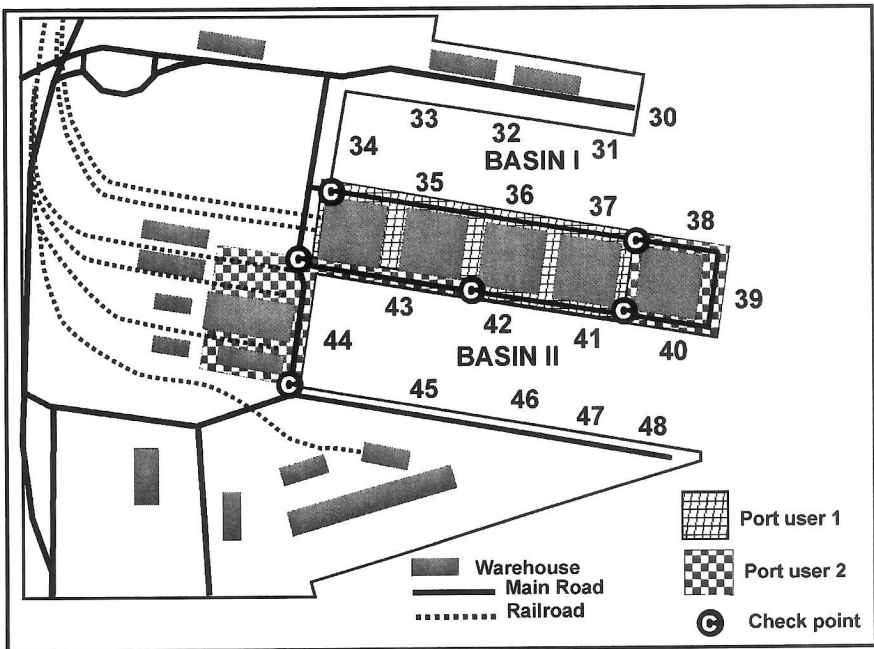 30
33
32
31
34
BASIN I
35
36
37
38
C
C
C
C
C
C
39
43
42
41
40
44
BASIN II
45
46
47
48
Port user 1
Warehouse
Port user 2
Main Road
Railroad
C Check point